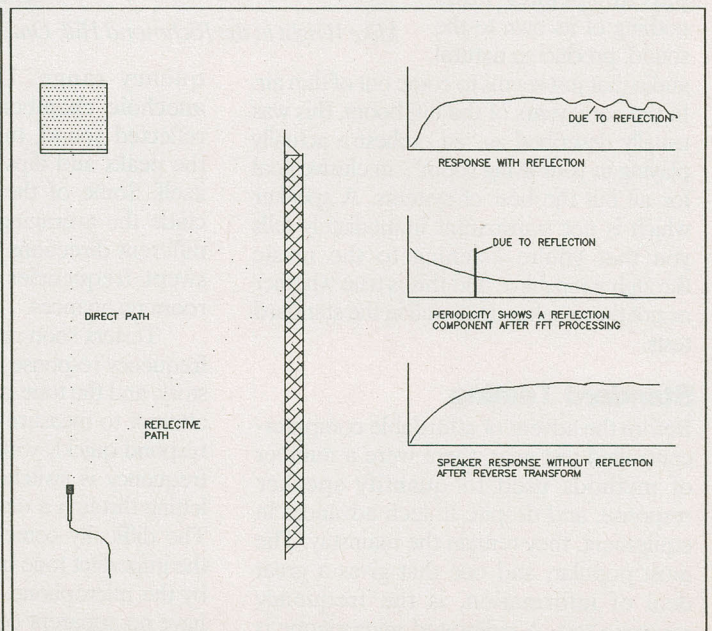 DUE TO REFLECTION
RESPONSE WITH REFLECTION
DUE TO REFLECTION
PERIODICITY SHOWS A REFLECTION
COMPONENT AFTER FFT PROCESSING
DIRECT PATH
REFLECTIVE
PATH
SPEAKER RESPONSE WITHOUT REFLECTION
AFTER REVERSE TRANSFORM